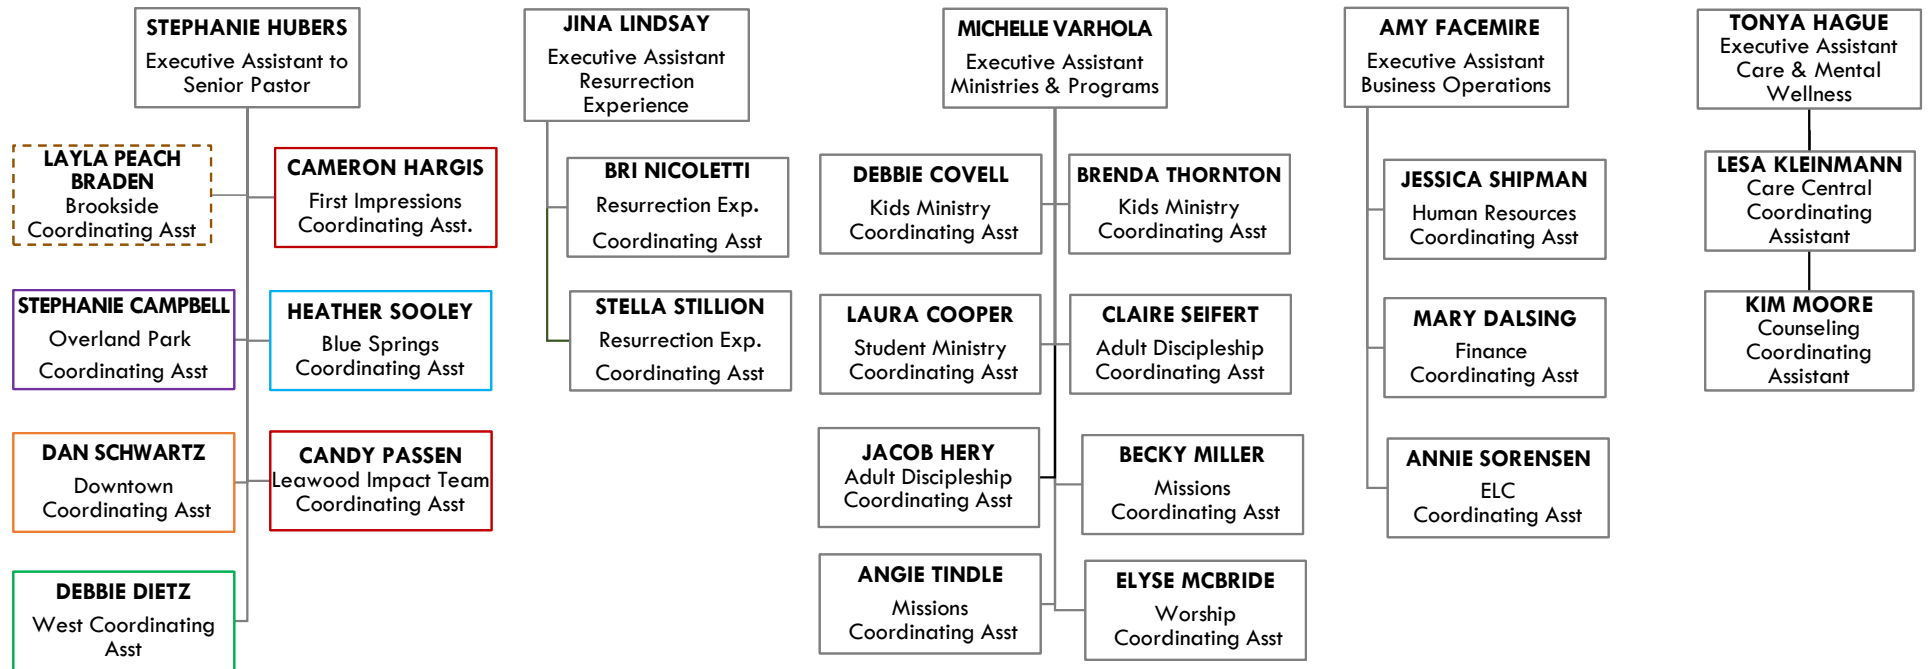 STEPHANIE HUBERS
Executive Assistant to
Senior Pastor
LAYLA PEACH
BRADEN
Brookside
Coordinating Asst
CAMERON HARGIS
First Impressions
Coordinating Asst.
STEPHANIE CAMPBELL
Overland Park
Coordinating Asst
HEATHER SOOLEY
Blue Springs
Coordinating Asst
DAN SCHWARTZ
Downtown
Coordinating Asst
CANDY PASSEN
Leawood Impact Team
Coordinating Asst
DEBBIE DIETZ
West Coordinating
Asst
JINA LINDSAY
Executive Assistant
Resurrection
Experience
BRI NICOLETTI
Resurrection Exp.
Coordinating Asst
STELLA STILLION
Resurrection Exp.
Coordinating Asst
MICHELLE VARHOLA
Executive Assistant
Ministries & Programs
DEBBIE COVELL
Kids Ministry
Coordinating Asst
BRENDA THORNTON
Kids Ministry
Coordinating Asst
LAURA COOPER
Student Ministry
Coordinating Asst
CLAIRE SEIFERT
Adult Discipleship
Coordinating Asst
JACOB HERY
Adult Discipleship
Coordinating Asst
BECKY MILLER
Missions
Coordinating Asst
ANGIE TINDLE
Missions
Coordinating Asst
ELYSE MCBRIDE
Worship
Coordinating Asst
AMY FACEMIRE
Executive Assistant
Business Operations
JESSICA SHIPMAN
Human Resources
Coordinating Asst
MARY DALSING
Finance
Coordinating Asst
ANNIE SORENSEN
ELC
Coordinating Asst
TONYA HAGUE
Executive Assistant
Care & Mental
Wellness
LESA KLEINMANN
Care Central
Coordinating
Assistant
KIM MOORE
Counseling
Coordinating
Assistant